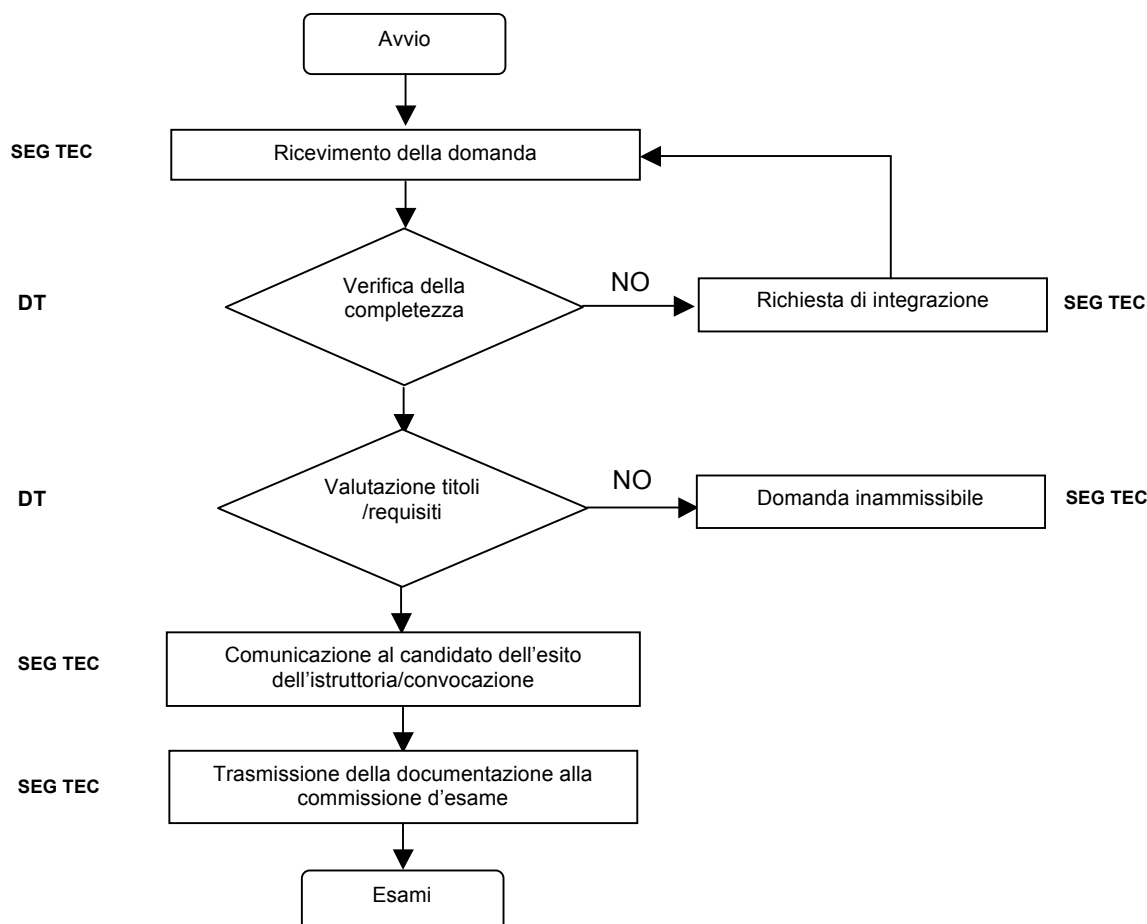 Avvio
SEG TEC
Ricevimento della domanda
DT
Verifica della
completezza
NO
Richiesta di integrazione
SEG TEC
DT
Valutazione titoli
/requisiti
NO
Domanda inammissibile
SEG TEC
SEG TEC
Comunicazione al candidato dell’esito
dell’istruttoria/convocazione
SEG TEC
Trasmissione della documentazione alla
commissione d’esame
Esami